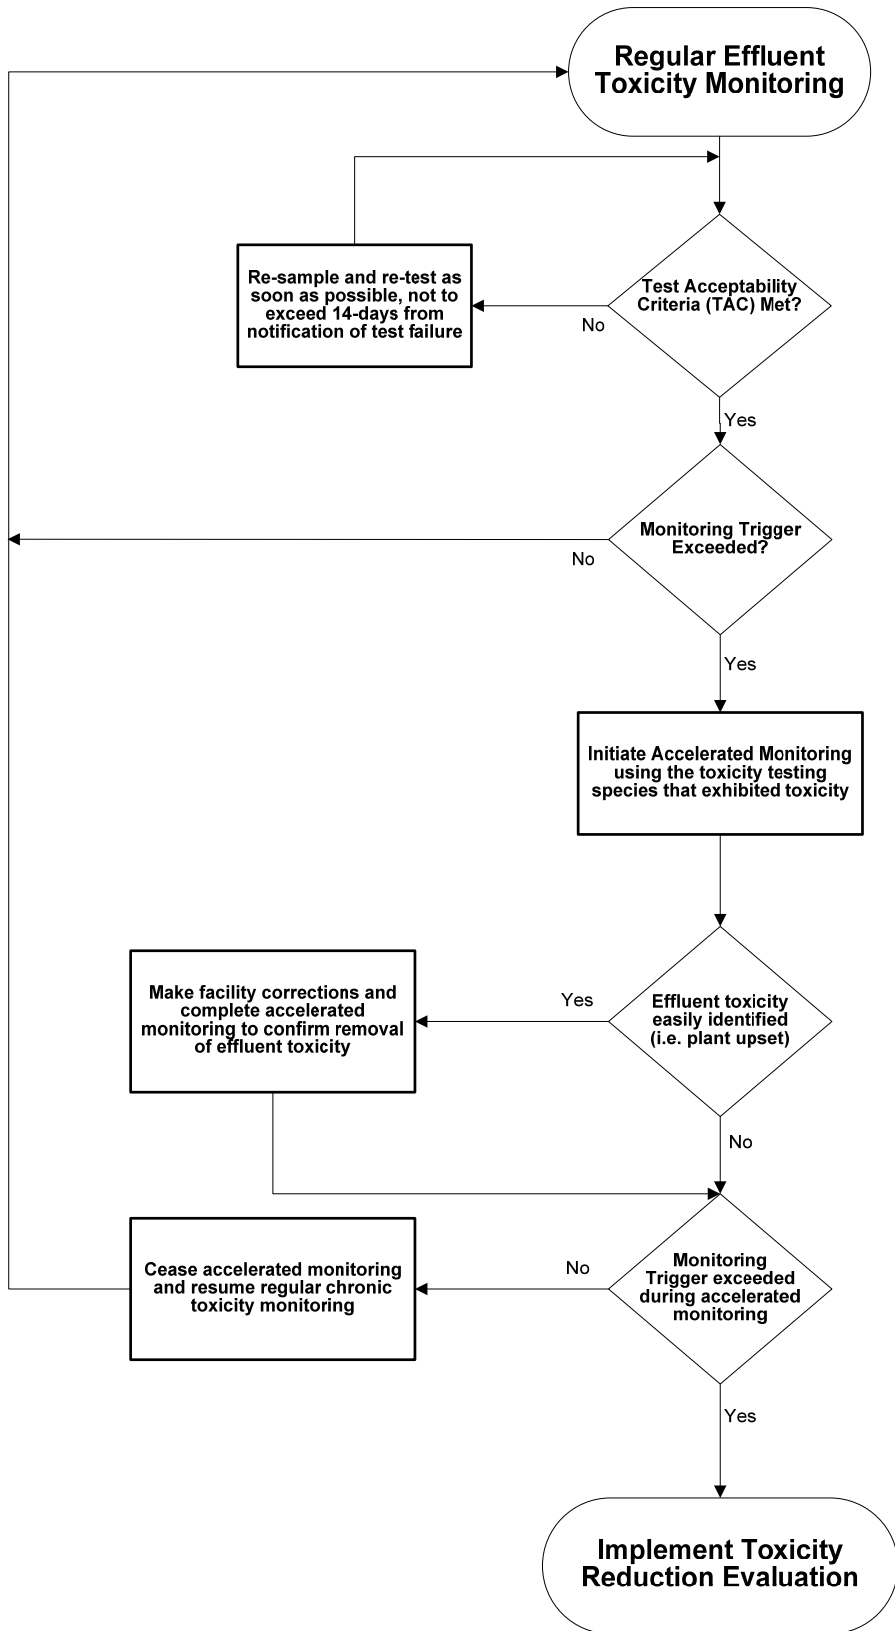 Regular Effluent
Toxicity Monitoring
Re-sample and re-test as
soon as possible, not to
exceed 14-days from
notification of test failure
Test Acceptability
Criteria (TAC) Met?
No
Yes
Monitoring Trigger
Exceeded?
No
Yes
Initiate Accelerated Monitoring
using the toxicity testing
species that exhibited toxicity
Make facility corrections and
complete accelerated
monitoring to confirm removal
of effluent toxicity
Yes
Effluent toxicity
easily identified
(i.e. plant upset)
No
Cease accelerated monitoring
and resume regular chronic
toxicity monitoring
No
Monitoring
Trigger exceeded
during accelerated
monitoring
Yes
Implement Toxicity
Reduction Evaluation